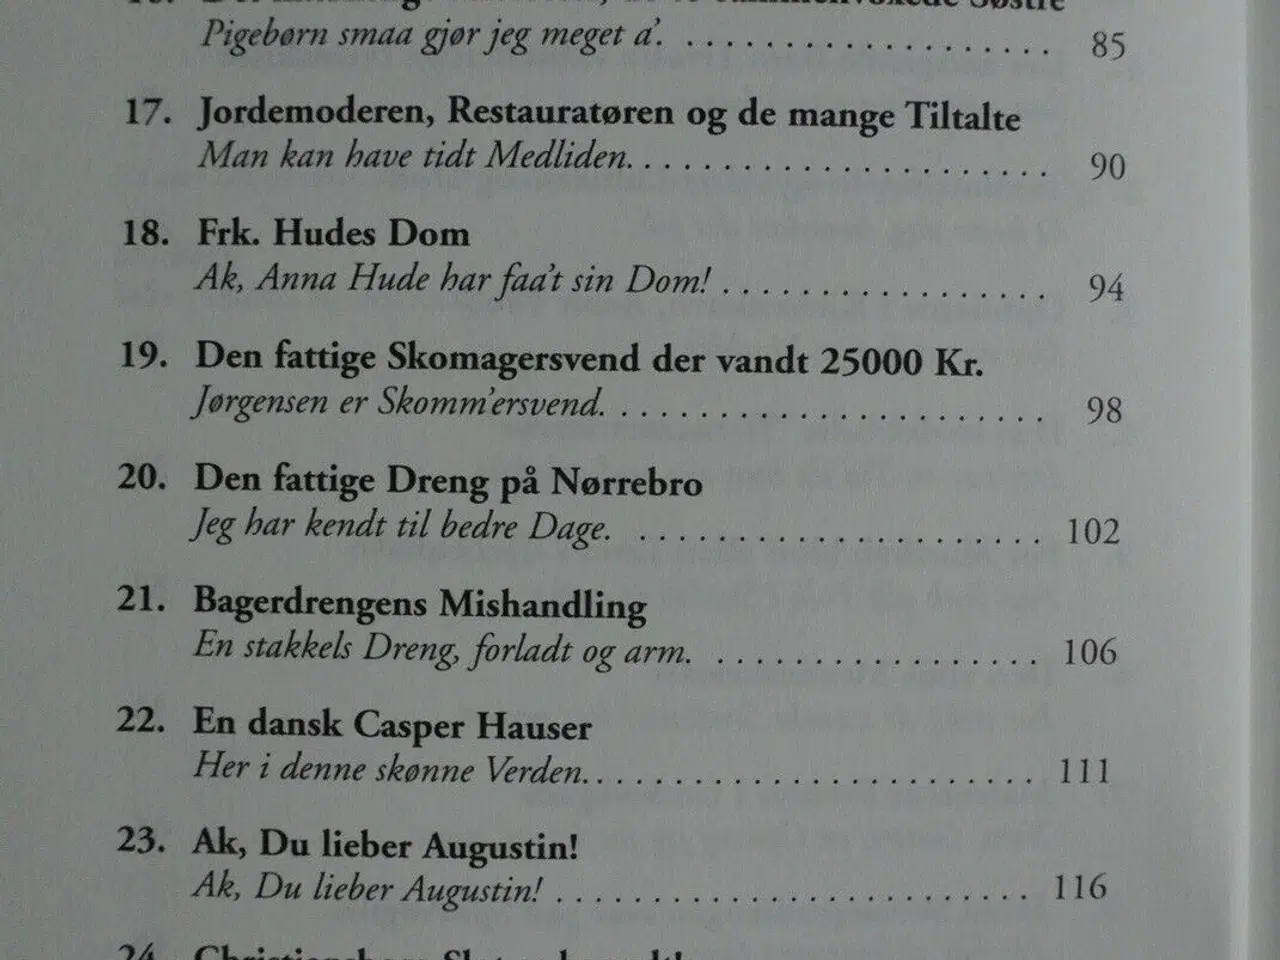 Søstre
Pigebørn smaa gjør jeg meget a'. 85
17. Jordemoderen, Restauratøren og de mange Tiltalte
Man kan have tidt Medliden. 90
18. Frk. Hudes Dom
Ak, Anna Hude har faa't sin Dom! 94
19. Den fattige Skomagersvend der vandt 25000 Kr.
Jørgensen er Skomm'ersvend. 98
20. Den fattige Dreng på Nørrebro
Jeg har kendt til bedre Dage. 102
21. Bagerdrengens Mishandling
En stakkels Dreng, forladt og arm. 106
22. En dansk Casper Hauser
Her i denne skønne Verden. 111
23. Ak, Du lieber Augustin!
Ak, Du lieber Augustin! 116
24.